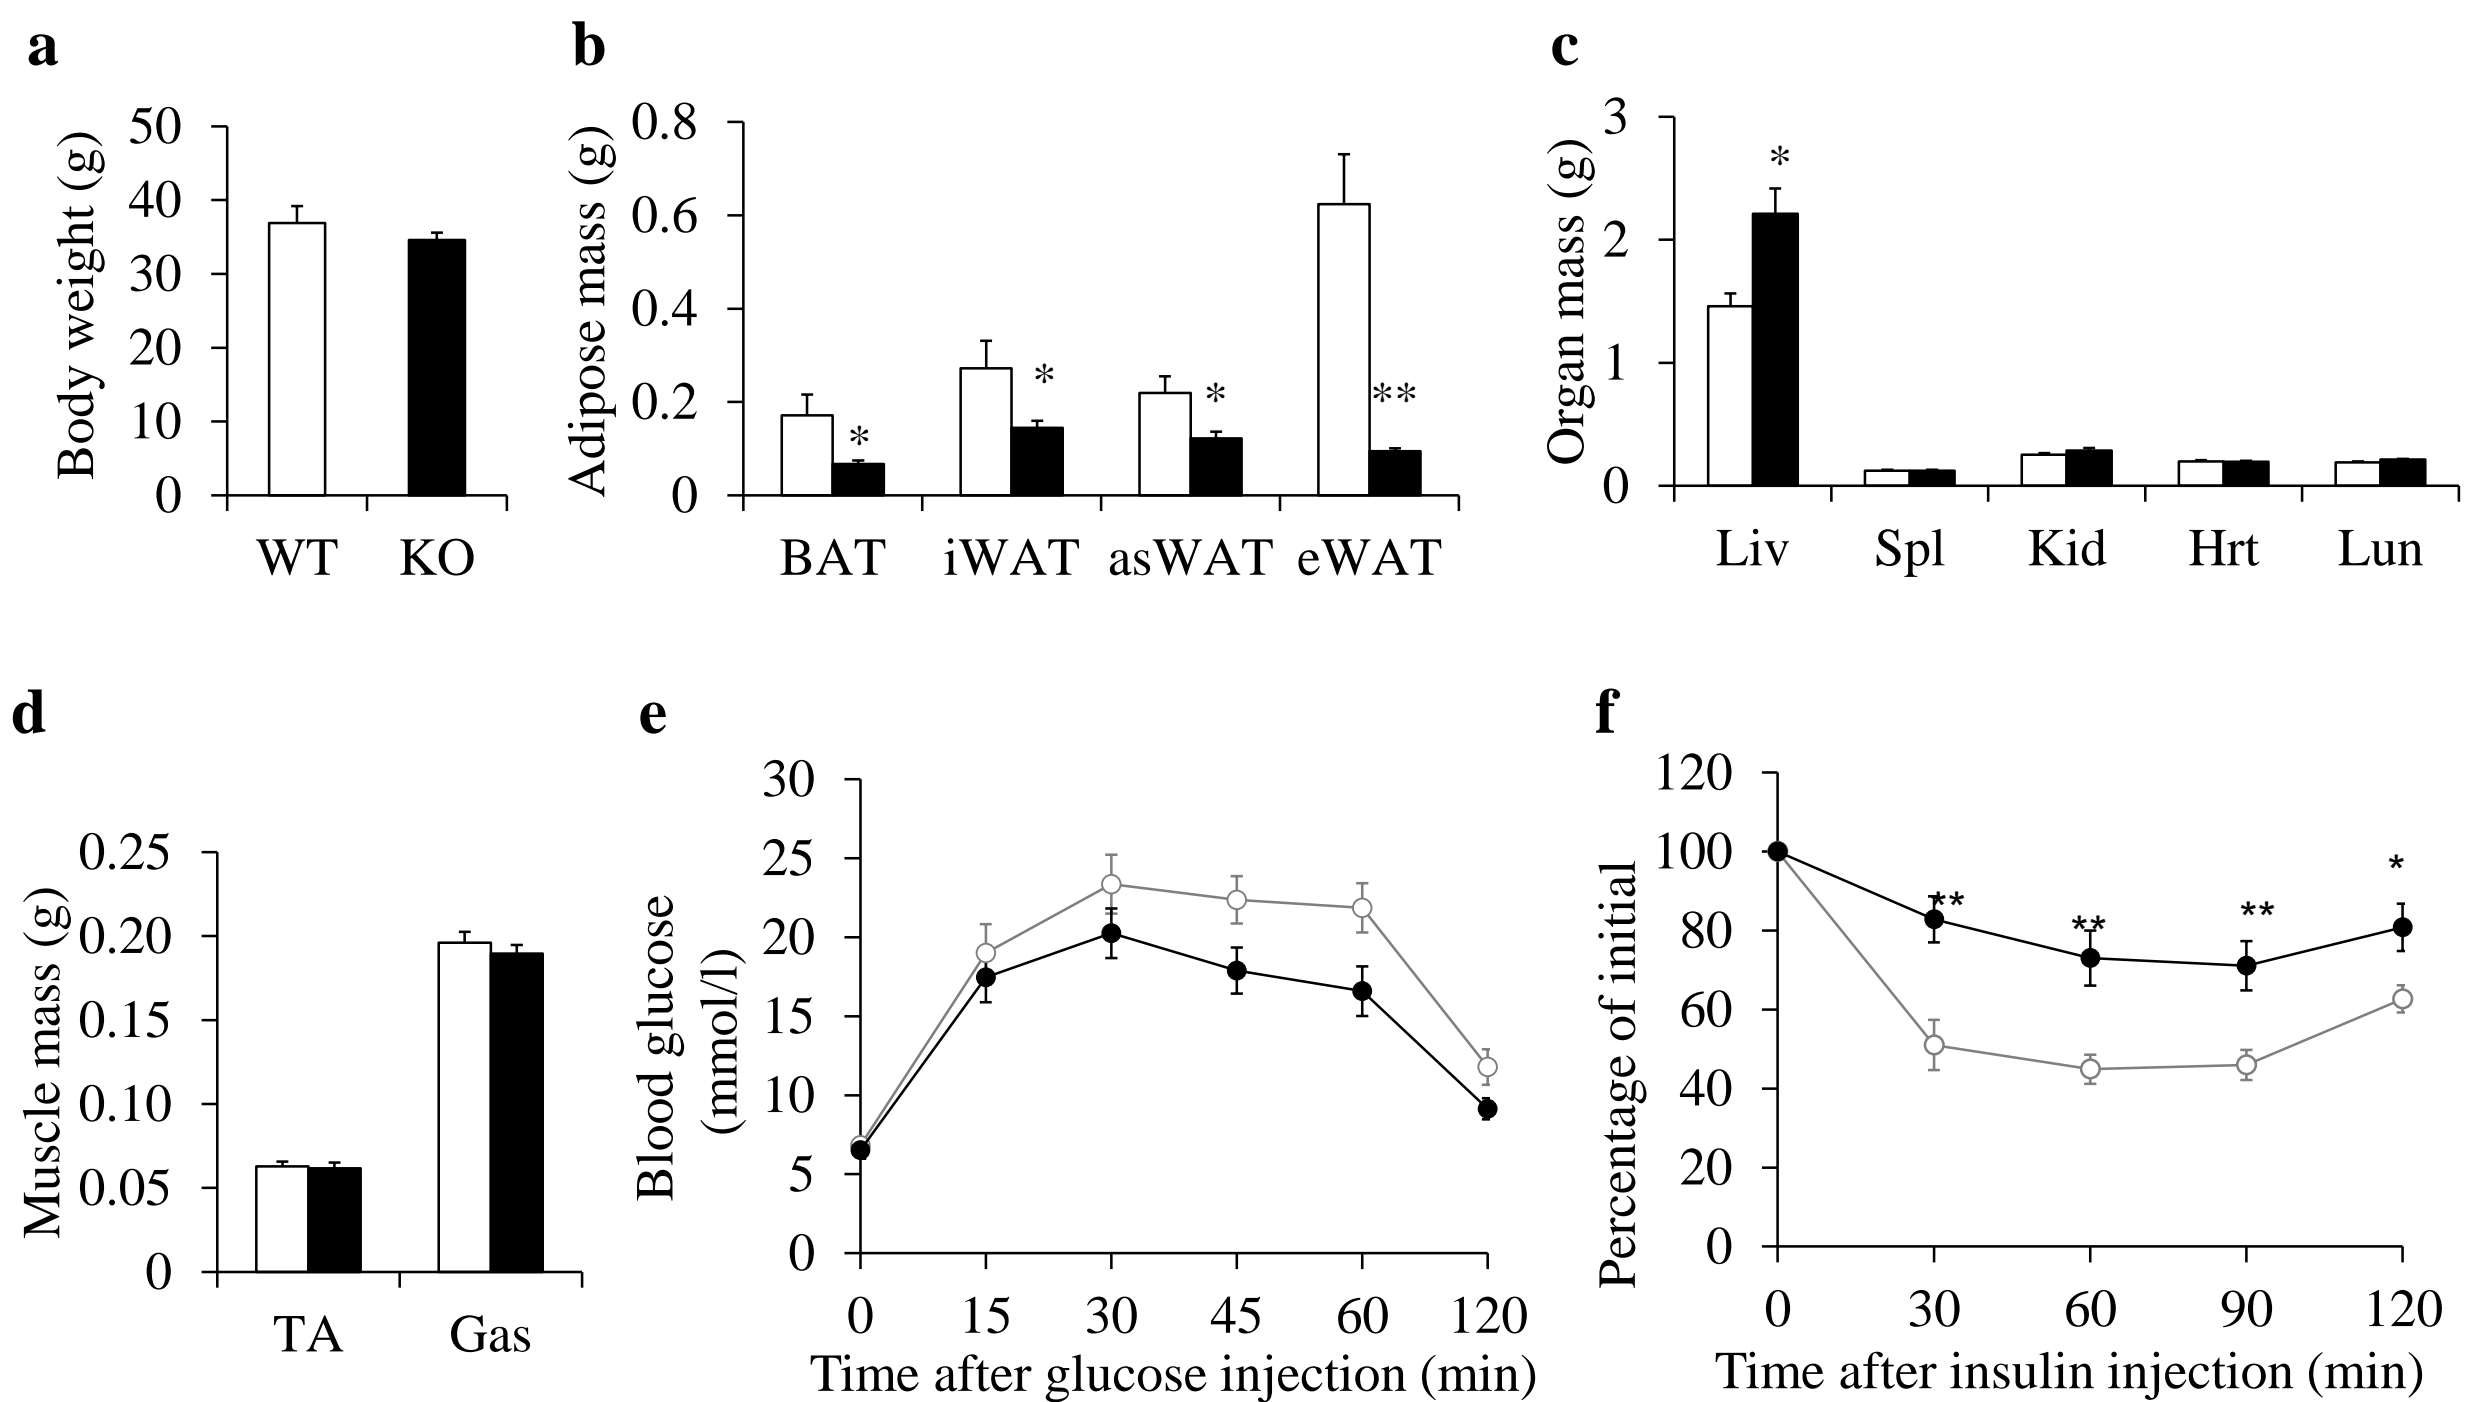 a
Body weight (g)
50
40
30
20
10
0
WT KO
b
Adipose mass (g)
0.8
0.6
0.4
0.2
0
* * * **
BAT iWAT asWAT eWAT
c
Organ mass (g)
3
2
1
0
*
Liv Spl Kid Hrt Lun
d
Muscle mass (g)
0.25
0.20
0.15
0.10
0.05
0
TA Gas
e
Blood glucose
(mmol/l)
30
25
20
15
10
5
0
0 15 30 45 60 120
Time after glucose injection (min)
f
Percentage of initial
120
100
80
60
40
20
0
** ** ** *
0 30 60 90 120
Time after insulin injection (min)